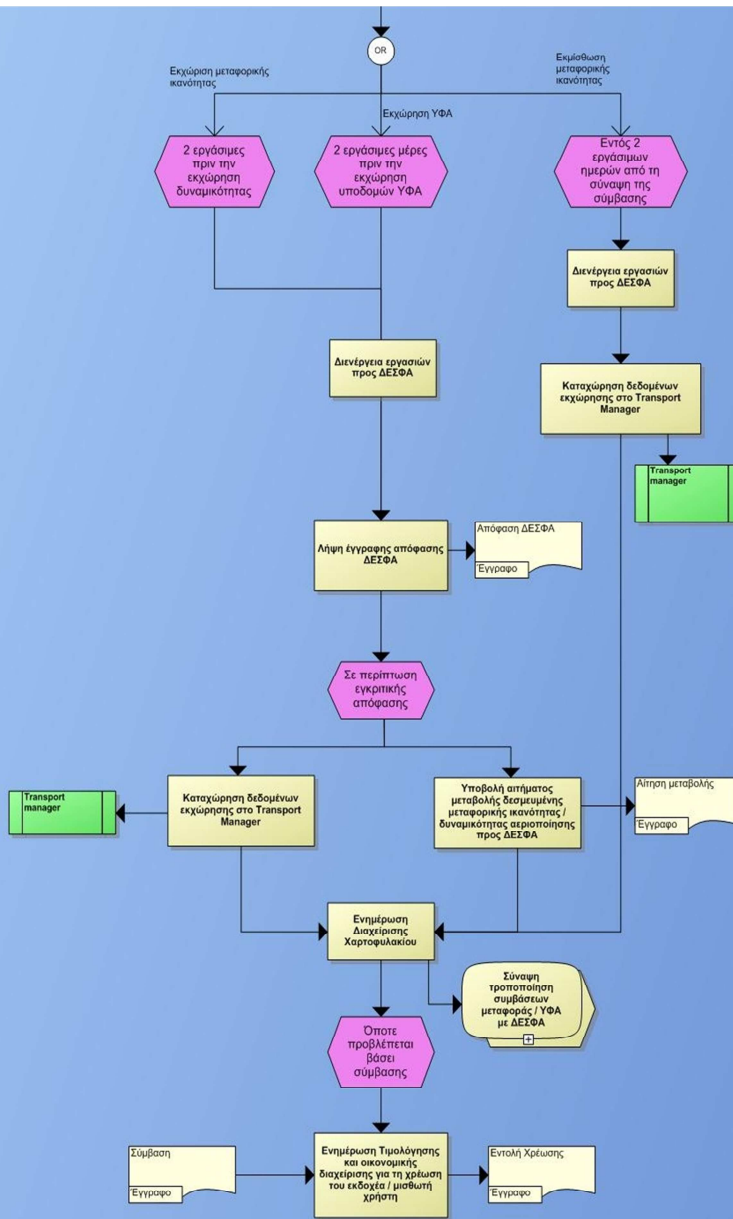 OR
Εκχώριση μεταφορικής
ικανότητας
Εκχώρηση ΥΦΑ
Εκμίσθωση
μεταφορικής
ικανότητας
2 εργάσιμες
πριν την
εκχώρηση
δυναμικότητας
2 εργάσιμες μέρες
πριν την
εκχώρηση
υποδομών ΥΦΑ
Εντός 2
εργάσιμων
ημερών από τη
σύναψη της
σύμβασης
Διενέργεια εργασιών
προς ΔΕΣΦΑ
Διενέργεια εργασιών
προς ΔΕΣΦΑ
Καταχώρηση δεδομένων
εκχώρησης στο Transport
Manager
Transport
manager
Λήψη έγγραφης απόφασης
ΔΕΣΦΑ
Απόφαση ΔΕΣΦΑ
Έγγραφο
Σε περίπτωση
εγκριτικής
απόφασης
Transport
manager
Καταχώρηση δεδομένων
εκχώρησης στο Transport
Manager
Υποβολή αιτήματος
μεταβολής δεσμευμένης
μεταφορικής ικανότητας /
δυναμικότητας αεριοποίησης
προς ΔΕΣΦΑ
Αίτηση μεταβολής
Έγγραφο
Ενημέρωση
Διαχείρισης
Χαρτοφυλακίου
Σύναψη
τροποποίηση
συμβάσεων
μεταφοράς / ΥΦΑ
με ΔΕΣΦΑ
Όποτε
προβλέπεται
βάσει
σύμβασης
Σύμβαση
Έγγραφο
Ενημέρωση Τιμολόγησης
και οικονομικής
διαχείρισης για τη χρέωση
του εκδοχέα / μισθωτή
χρήστη
Εντολή Χρέωσης
Έγγραφο